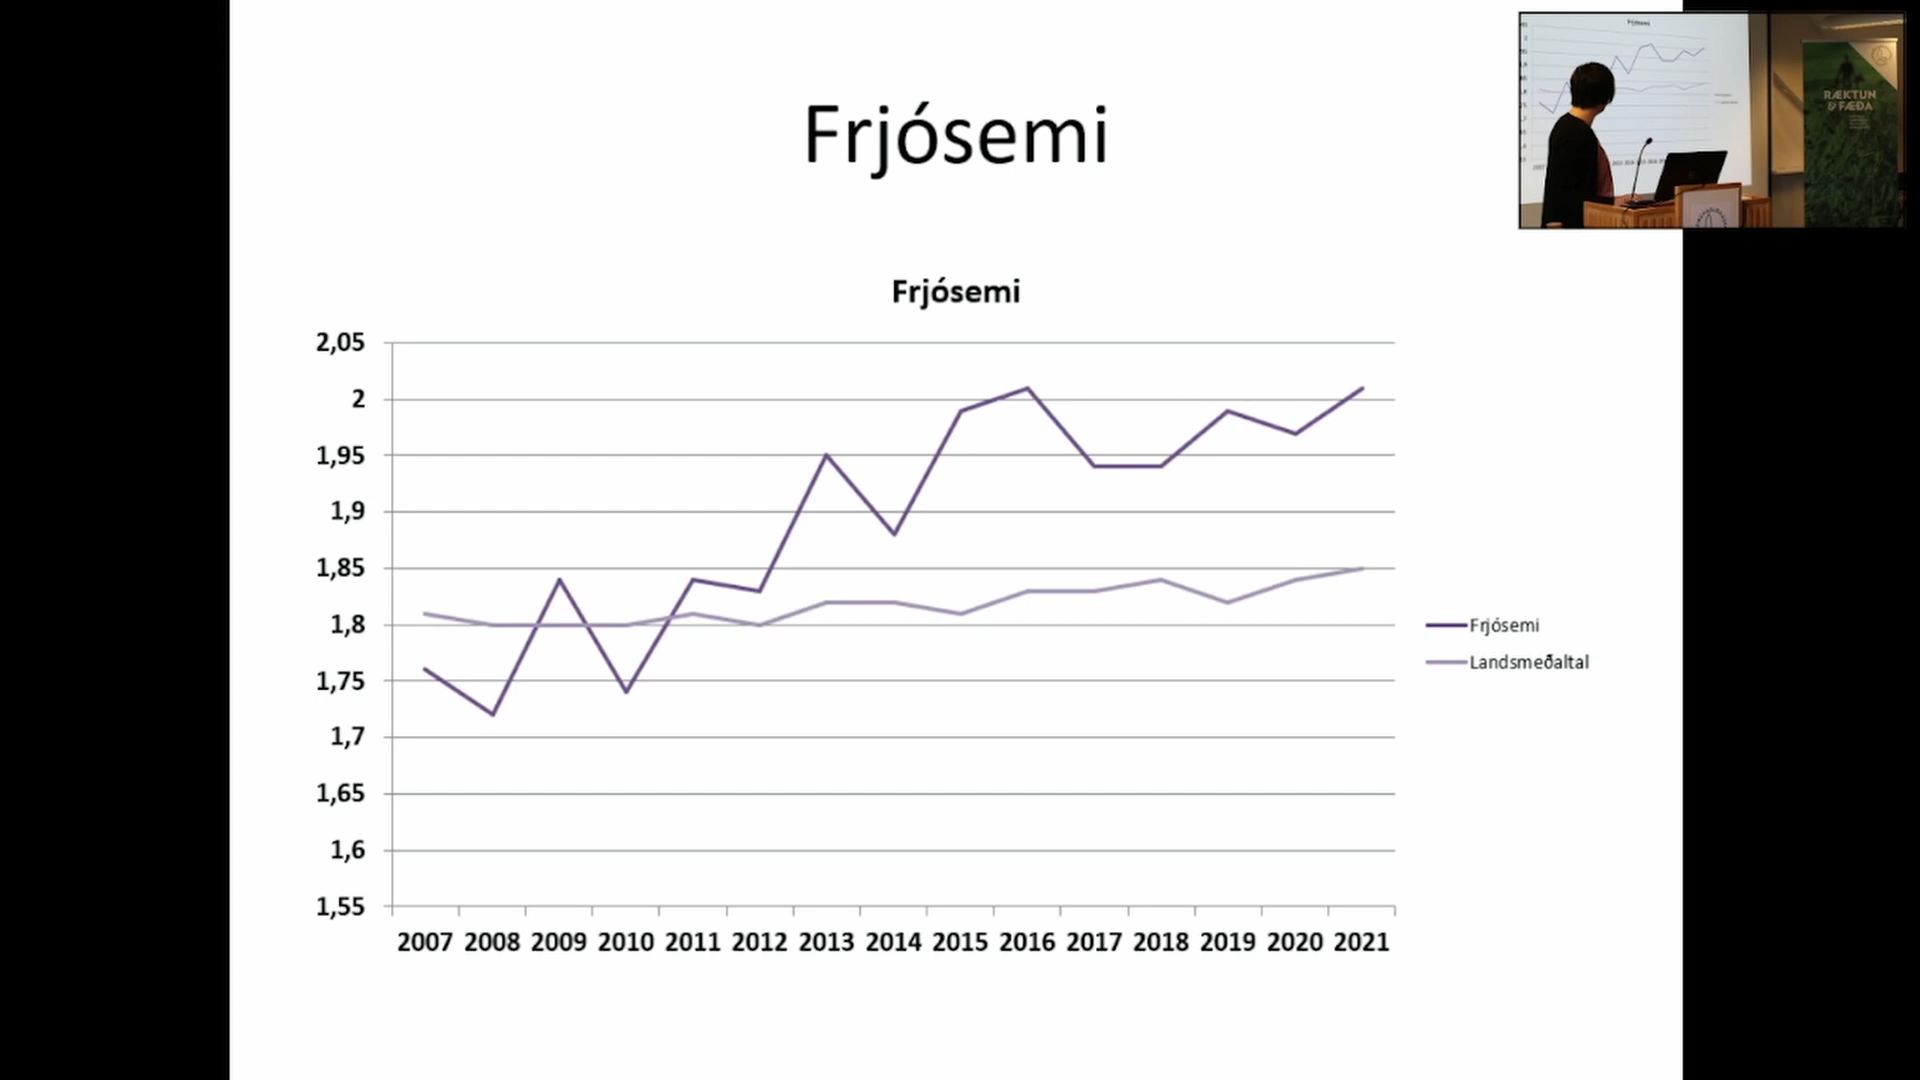 Frjósemi
Frjósemi
2,05
2
1,95
1,9
1,85
1,8
1,75
1,7
1,65
1,6
1,55
2007 2008 2009 2010 2011 2012 2013 2014 2015 2016 2017 2018 2019 2020 2021
Frjósemi
Landsmeðaltal
Frjósemi
RÆKTUN
& FÆÐA